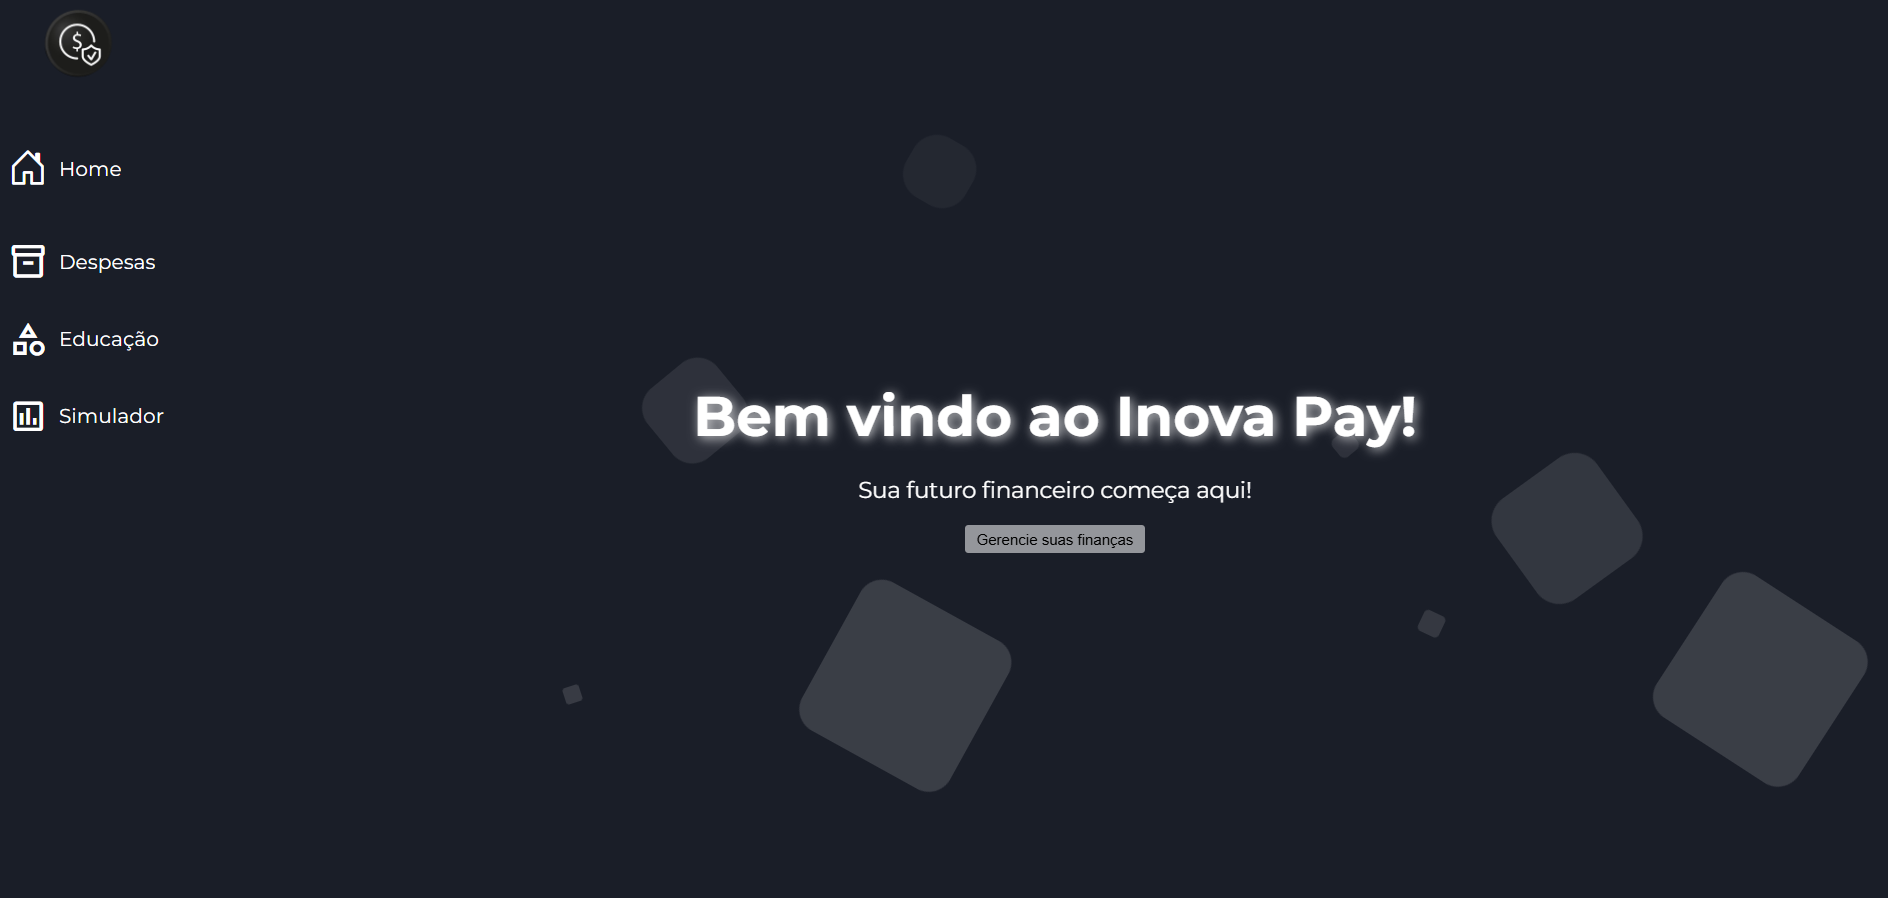 $
Home
Despesas
Educação
Simulador
Bem vindo ao Inova Pay!
Sua futuro financeiro começa aqui!
Gerencie suas finanças